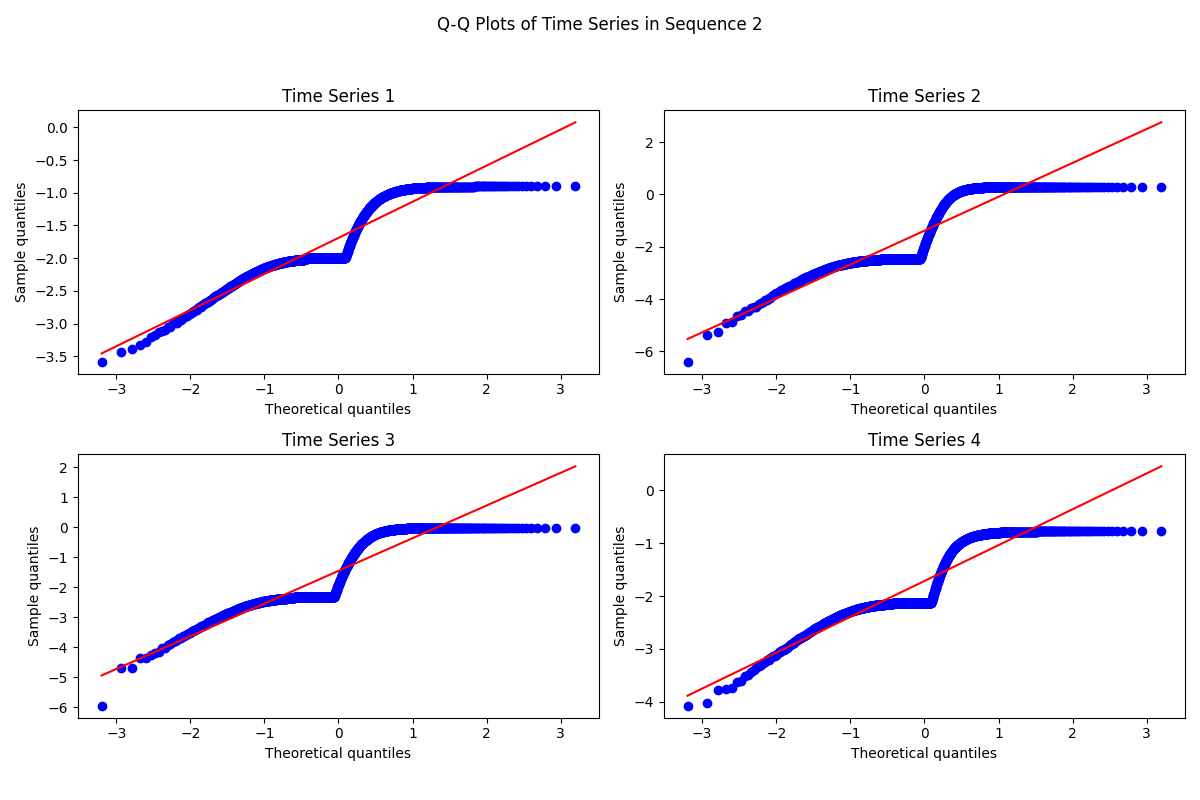 Q-Q Plots of Time Series in Sequence 2
Time Series 1
Sample quantiles
0.0
−0.5
−1.0
−1.5
−2.0
−2.5
−3.0
−3.5
−3 −2 −1 0 1 2 3
Theoretical quantiles
Time Series 2
Sample quantiles
2
0
−2
−4
−6
−3 −2 −1 0 1 2 3
Theoretical quantiles
Time Series 3
Sample quantiles
2
1
0
−1
−2
−3
−4
−5
−6
−3 −2 −1 0 1 2 3
Theoretical quantiles
Time Series 4
Sample quantiles
0
−1
−2
−3
−4
−3 −2 −1 0 1 2 3
Theoretical quantiles